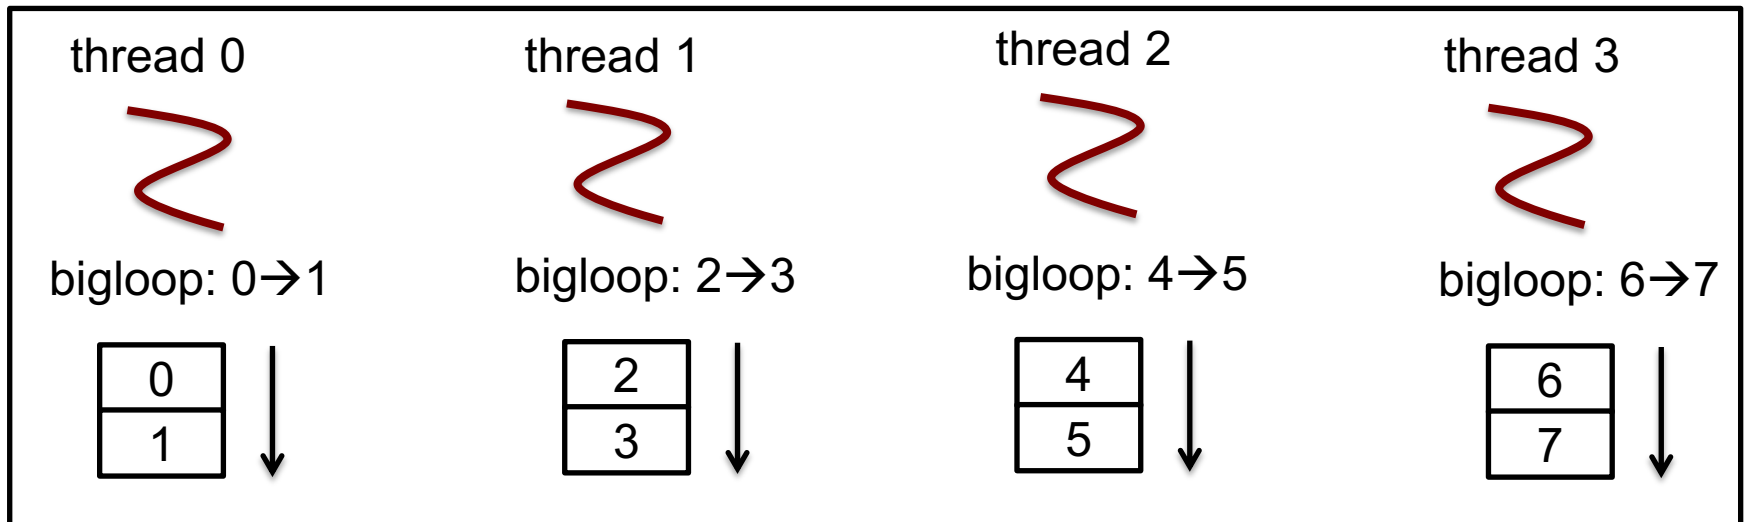 thread 0
thread 1
thread 2
thread 3
bigloop: 0→1
bigloop: 2→3
bigloop: 4→5
bigloop: 6→7
0
1
2
3
4
5
6
7